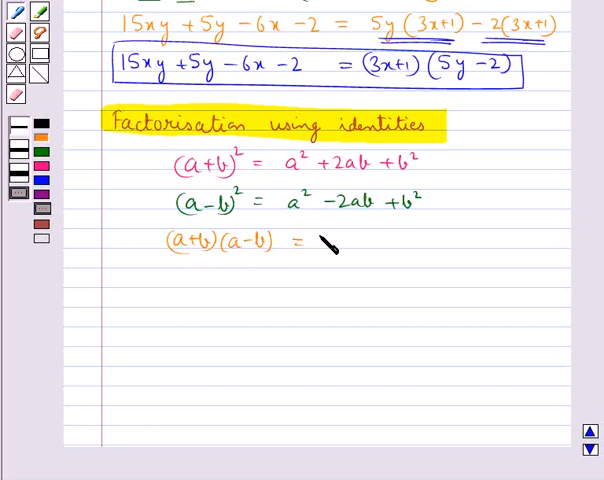 15xy + 5y - 6x - 2 = 5y (3x+1) - 2(3x+1)
15xy + 5y - 6x - 2 = (3x+1) (5y - 2)
Factorisation using identities
(a+b)² = a² + 2ab + b²
(a-b)² = a² - 2ab + b²
(a+b)(a-b) =